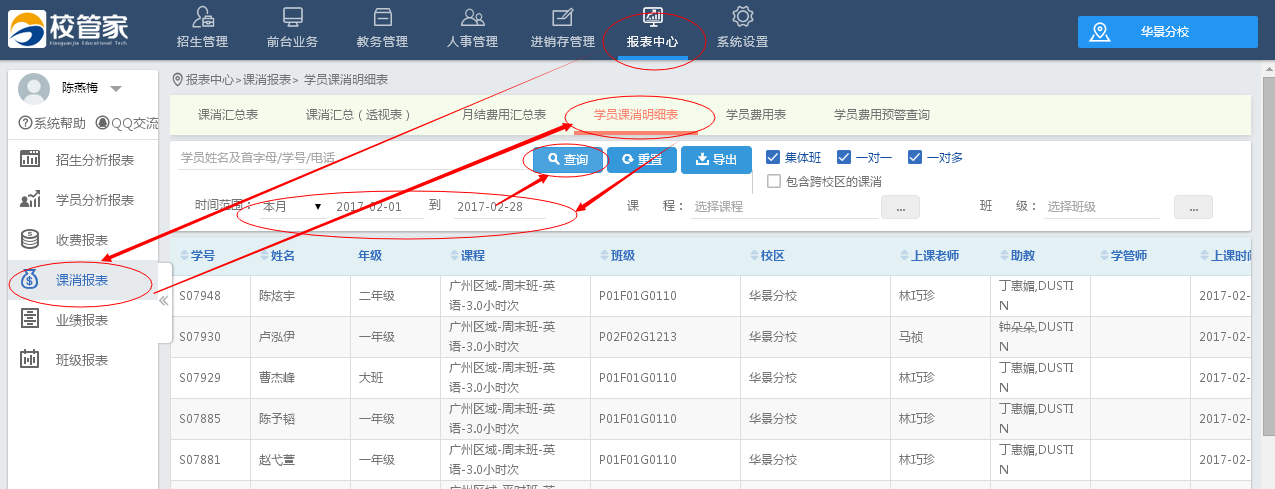 校管家
Xiaoguanjia Educational Tech
招生管理 前台业务 教务管理 人事管理 进销存管理 报表中心 系统设置
华景分校
陈燕梅
系统帮助 QQ交流
招生分析报表
学员分析报表
收费报表
课消报表
业绩报表
班级报表
报表中心>课消报表> 学员课消明细表
课消汇总表 课消汇总（透视表） 月结费用汇总表 学员课消明细表 学员费用表 学员费用预警查询
学员姓名及首字母/学号/电话 查询 重置 导出 集体班 一对一 一对多
包含跨校区的课消
时间范围： 本月 2017-02-01 到 2017-02-28 课 程： 选择课程 ... 班 级： 选择班级 ...
学号 姓名 年级 课程 班级 校区 上课老师 助教 学管师 上课时间
S07948 陈炫宇 二年级 广州区域-周末班-英语-3.0小时次 P01F01G0110 华景分校 林巧珍 丁惠媚,DUSTIN 2017-02-
S07930 卢泓伊 一年级 广州区域-周末班-英语-3.0小时次 P02F02G1213 华景分校 马祯 钟朵朵,DUSTIN 2017-02-
S07929 曹杰峰 大班 广州区域-周末班-英语-3.0小时次 P01F01G0110 华景分校 林巧珍 丁惠媚,DUSTIN 2017-02-
S07885 陈予韬 一年级 广州区域-周末班-英语-3.0小时次 P01F01G0110 华景分校 林巧珍 丁惠媚,DUSTIN 2017-02-
S07881 赵弋萱 一年级 广州区域-周末班-英语-3.0小时次 P01F01G0110 华景分校 林巧珍 丁惠媚,DUSTIN 2017-02-
广州区域-平时班-英